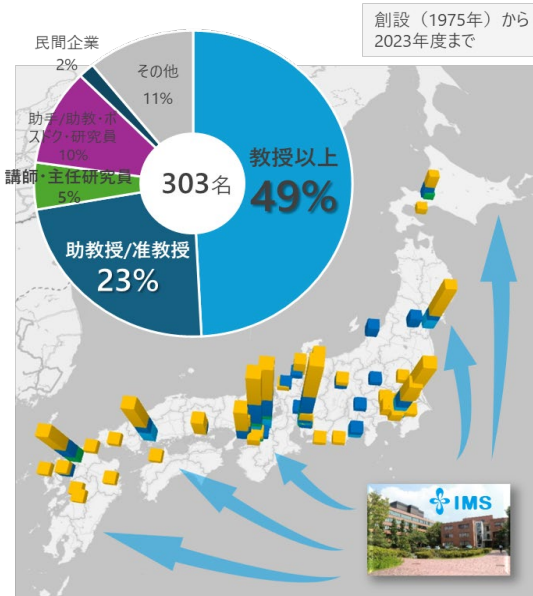 創設（1975年）から
2023年度まで
民間企業
2%
その他
11%
助手/助教・ポ
スドク・研究員
10%
講師・主任研究員
5%
303名
教授以上
49%
助教授/准教授
23%
IMS